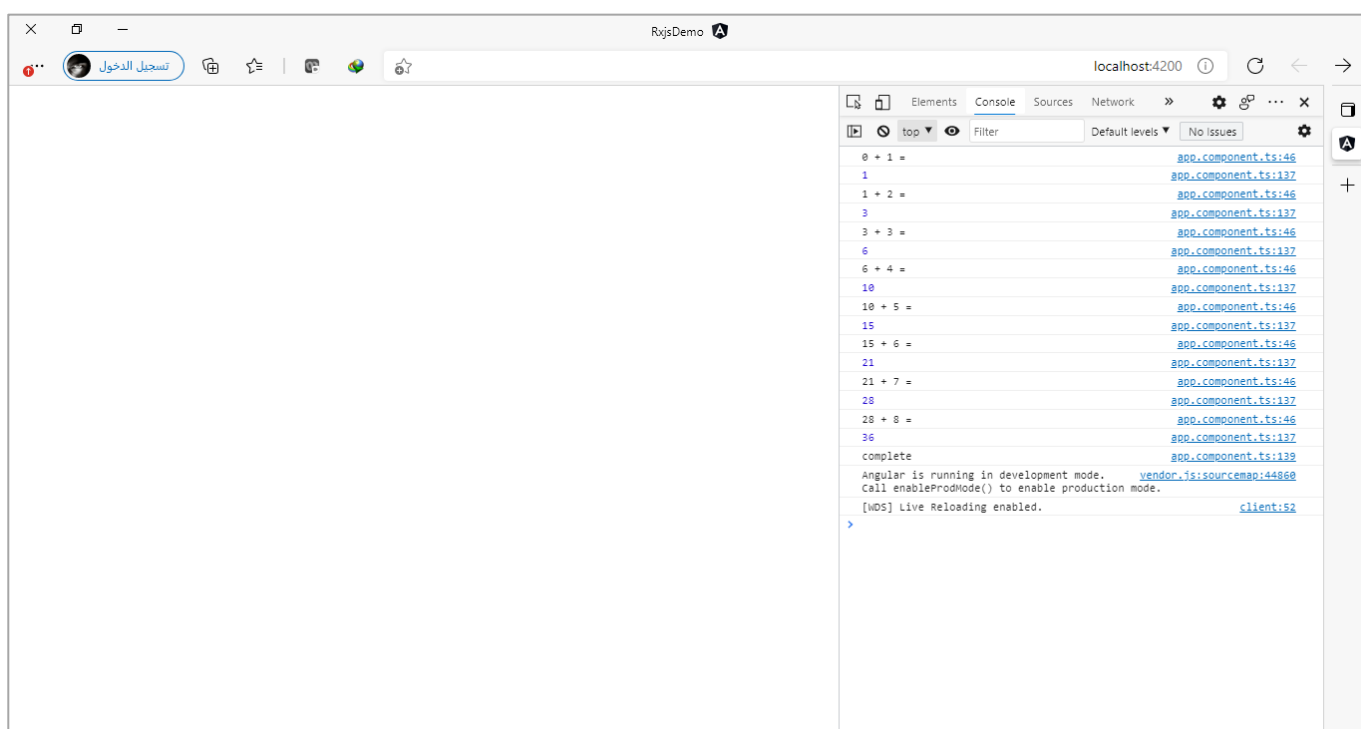 RxjsDemo
تسجيل الدخول
localhost:4200
Elements Console Sources Network
top Filter Default levels No Issues
0 + 1 = app.component.ts:46
1 app.component.ts:137
1 + 2 = app.component.ts:46
3 app.component.ts:137
3 + 3 = app.component.ts:46
6 app.component.ts:137
6 + 4 = app.component.ts:46
10 app.component.ts:137
10 + 5 = app.component.ts:46
15 app.component.ts:137
15 + 6 = app.component.ts:46
21 app.component.ts:137
21 + 7 = app.component.ts:46
28 app.component.ts:137
28 + 8 = app.component.ts:46
36 app.component.ts:137
complete app.component.ts:139
Angular is running in development mode. vendor.js:sourcemap:44860
Call enableProdMode() to enable production mode.
[WDS] Live Reloading enabled. client:52